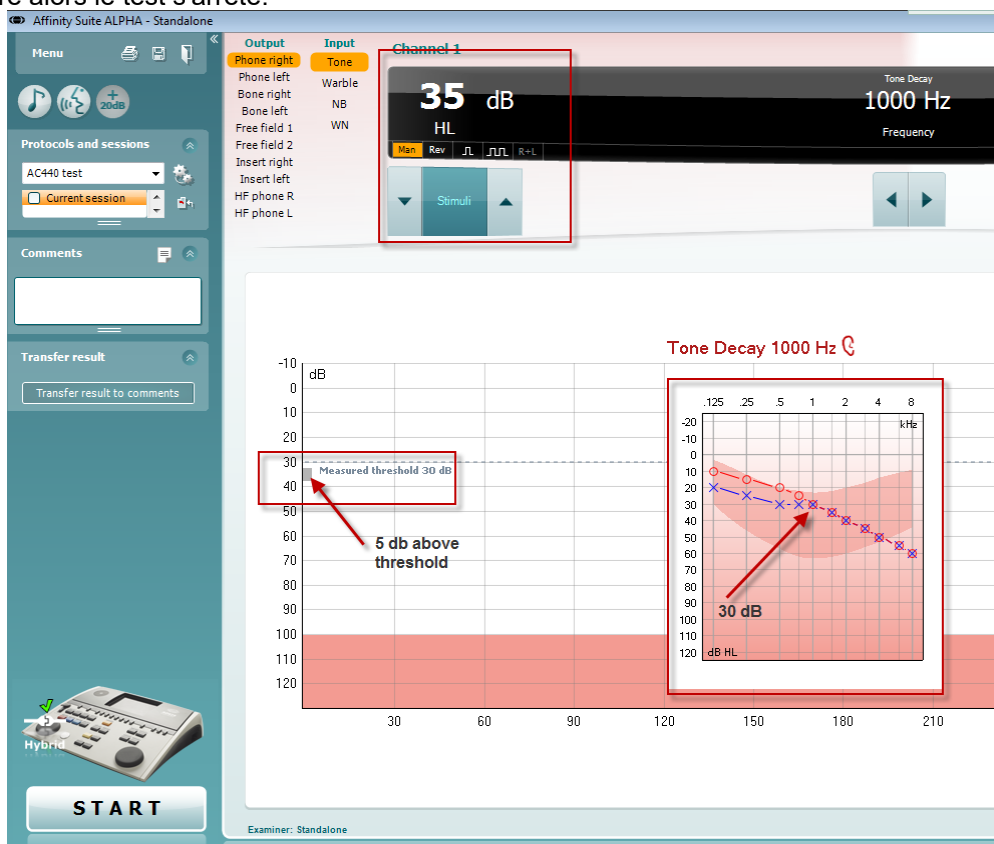 re alors le test s'arrête.
Affinity Suite ALPHA - Standalone
Menu
20dB
Protocols and sessions
AC440 test
Current session
Comments
Transfer result
Transfer result to comments
Hybrid
START
Output
Phone right
Phone left
Bone right
Bone left
Free field 1
Free field 2
Insert right
Insert left
HF phone R
HF phone L
Input
Tone
Warble
NB
WN
Channel 1
35 dB
HL
Man Rev R+L
Stimuli
Tone Decay
1000 Hz
Frequency
Tone Decay 1000 Hz
-10
dB
0
10
20
30
Measured threshold 30 dB
40
50
60
70
80
90
100
110
120
5 db above
threshold
30 60 90 120 150 180 210
.125 .25 .5 1 2 4 8
kHz
-20
-10
0
10
20
30
40
50
60
70
80
90
100
110
120
30 dB
dB HL
Examiner: Standalone